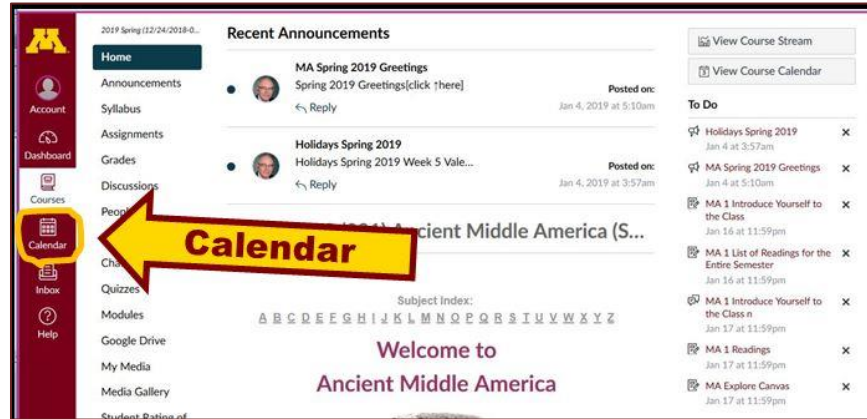 M
Account
Dashboard
Courses
Calendar
Inbox
Help
2019 Spring (12/24/2018-0...
Home
Announcements
Syllabus
Assignments
Grades
Discussions
Quizzes
Modules
Google Drive
My Media
Media Gallery
Student Rating of
Recent Announcements
MA Spring 2019 Greetings
Spring 2019 Greetings[click ↑here]
Reply
Posted on:
Jan 4, 2019 at 5:10am
Holidays Spring 2019
Holidays Spring 2019 Week 5 Vale...
Reply
Posted on:
Jan 4, 2019 at 3:57am
Calendar
Ancient Middle America (S...
Subject Index:
A B C D E F G H I J K L M N O P Q R S T U V W X Y Z
Welcome to
Ancient Middle America
View Course Stream
View Course Calendar
To Do
Holidays Spring 2019
Jan 4 at 3:57am
MA Spring 2019 Greetings
Jan 4 at 5:10am
MA 1 Introduce Yourself to
the Class
Jan 16 at 11:59pm
MA 1 List of Readings for the
Entire Semester
Jan 16 at 11:59pm
MA 1 Introduce Yourself to
the Class n
Jan 17 at 11:59pm
MA 1 Readings
Jan 17 at 11:59pm
MA Explore Canvas
Jan 17 at 11:59pm